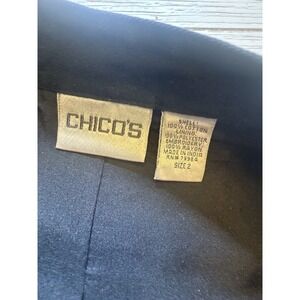 CHICO'S
SHELL:
100% COTTON
LINING:
100% POLYESTER
EMBROIDERY:
100% RAYON
MADE IN INDIA
RN# 79984
SIZE 2